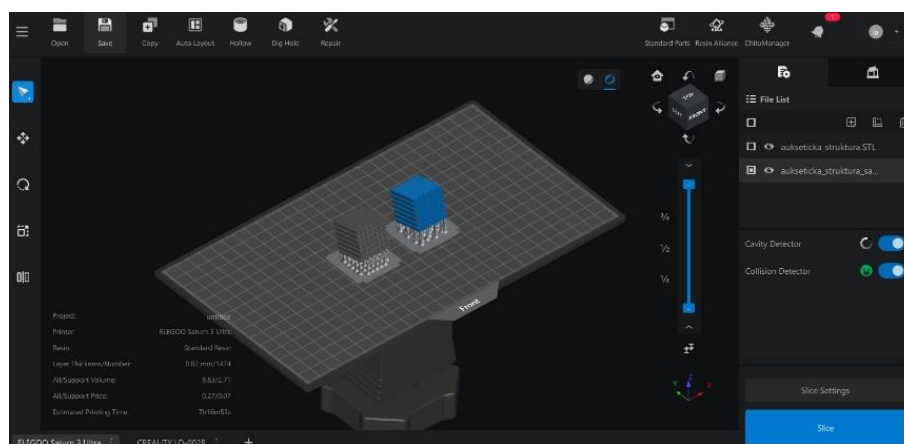 Open Save Copy Auto Layout Hollow Dig Hole Repair Standard Parts Resin Alliance ChituManager
File List
aukseticka_struktura.STL
aukseticka_struktura_sa...
Cavity Detector
Collision Detector
FRONT
Front
Project: untitled
Printer: ELEGOO Saturn 3 Ultra
Resin: Standard Resin
Layer Thickness/Number: 0.02 mm/1474
All/Support Volume: 9.83/2.71
All/Support Price: 0.27/0.07
Estimated Printing Time: 7h16m53s
Z
Y X
Slice Settings
Slice
ELEGOO Saturn 3 Ultra